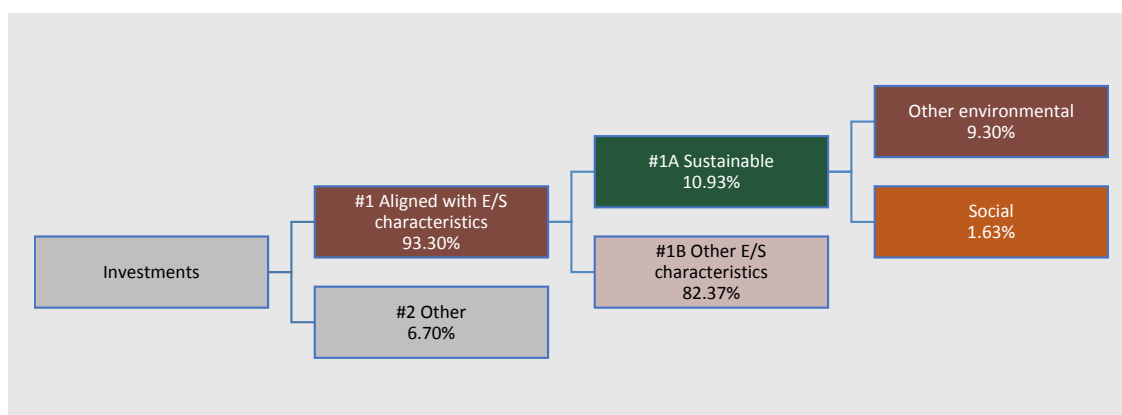 Investments
#1 Aligned with E/S
characteristics
93.30%
#2 Other
6.70%
#1A Sustainable
10.93%
#1B Other E/S
characteristics
82.37%
Other environmental
9.30%
Social
1.63%